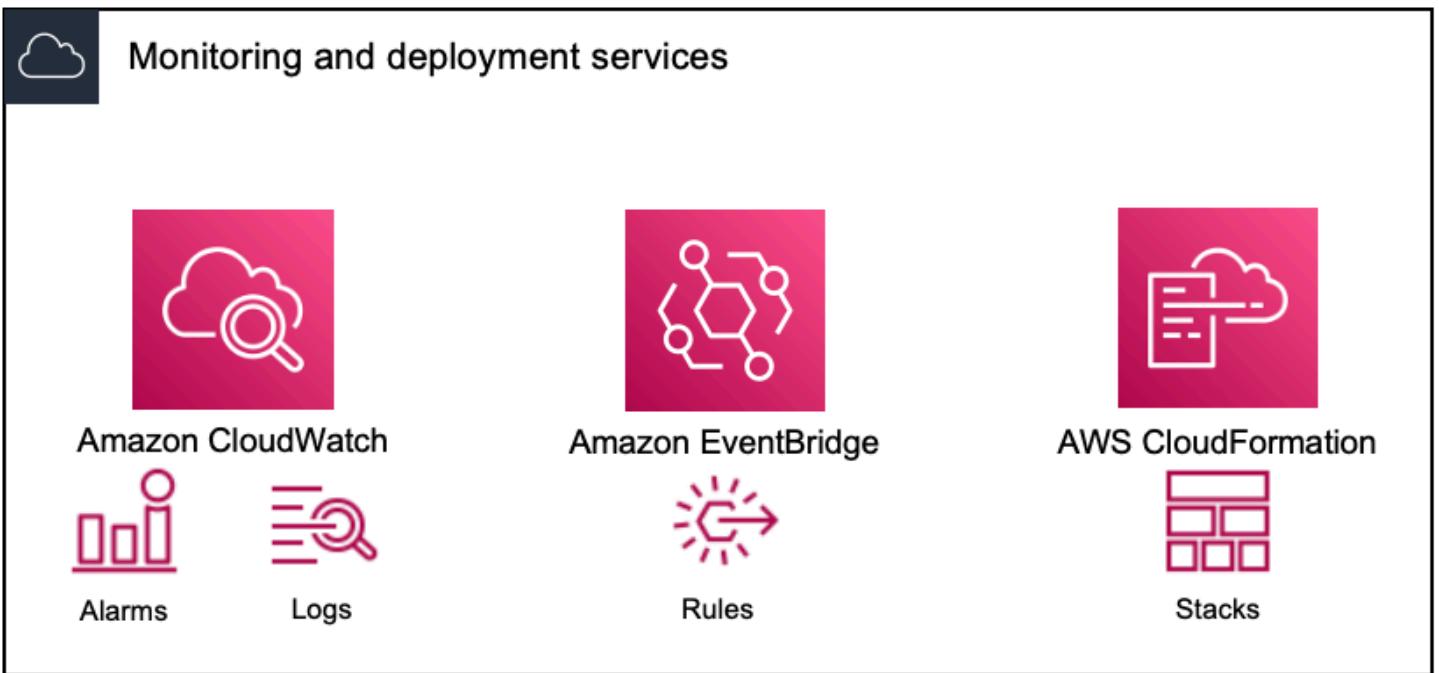 Monitoring and deployment services
Amazon CloudWatch
Amazon EventBridge
AWS CloudFormation
Alarms
Logs
Rules
Stacks